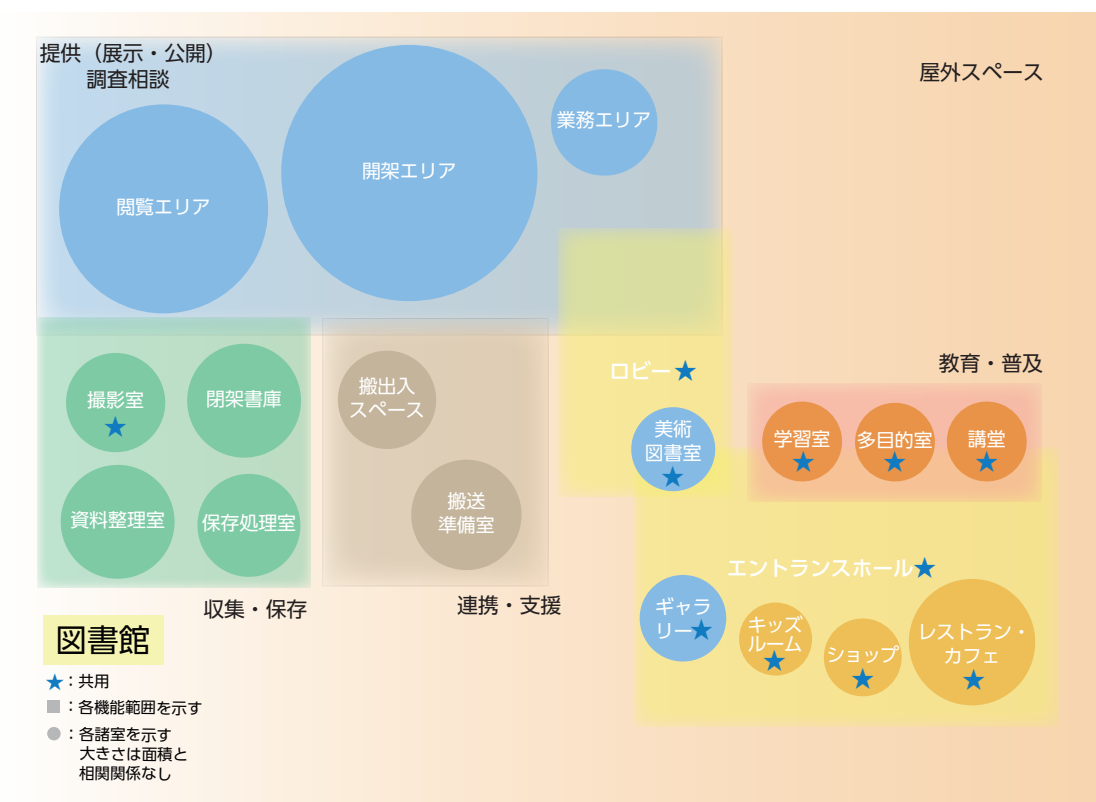 提供（展示・公開）
調査相談
屋外スペース
業務エリア
開架エリア
閲覧エリア
ロビー★
教育・普及
撮影室
★
閉架書庫
搬出入
スペース
美術
図書室
★
学習室
★
多目的室
★
講堂
★
資料整理室
保存処理室
搬送
準備室
エントランスホール★
収集・保存
連携・支援
ギャラ
リー★
キッズ
ルーム
★
ショップ
★
レストラン・
カフェ
★
図書館
★：共用
■：各機能範囲を示す
●：各諸室を示す
大きさは面積と
相関関係なし